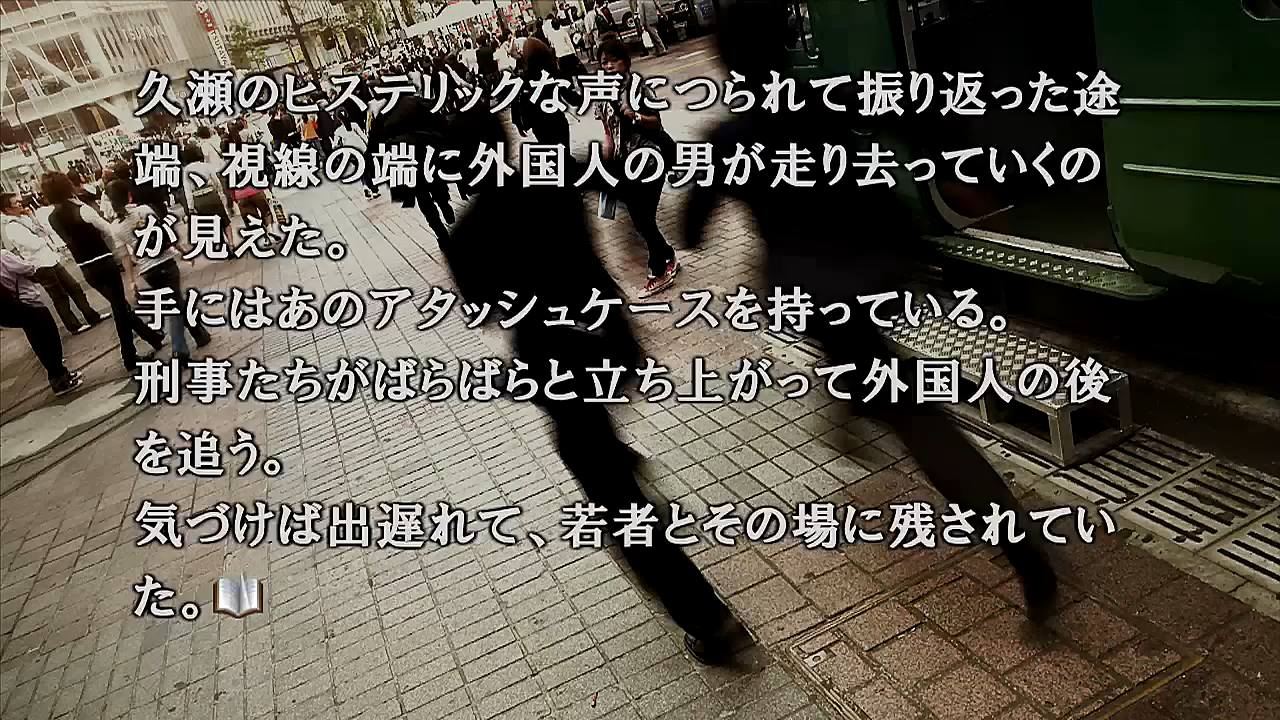 久瀬のヒステリックな声につられて振り返った途
端、視線の端に外国人の男が走り去っていくの
が見えた。
手にはあのアタッシュケースを持っている。
刑事たちがばらばらと立ち上がって外国人の後
を追う。
気づけば出遅れて、若者とその場に残されてい
た。